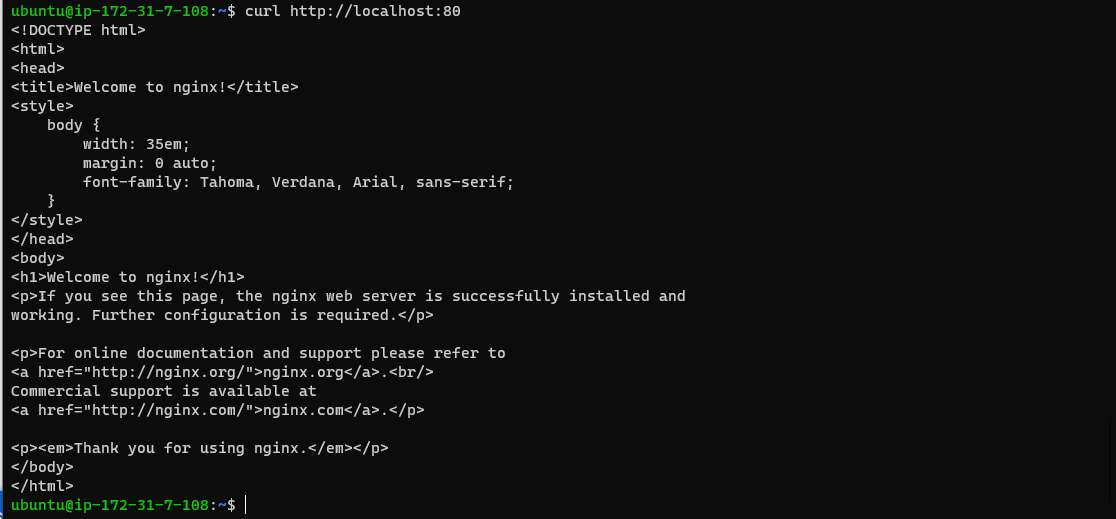 ubuntu@ip-172-31-7-108:~$ curl http://localhost:80
<!DOCTYPE html>
<html>
<head>
<title>Welcome to nginx!</title>
<style>
    body {
        width: 35em;
        margin: 0 auto;
        font-family: Tahoma, Verdana, Arial, sans-serif;
    }
</style>
</head>
<body>
<h1>Welcome to nginx!</h1>
<p>If you see this page, the nginx web server is successfully installed and
working. Further configuration is required.</p>

<p>For online documentation and support please refer to
<a href="http://nginx.org/">nginx.org</a>.<br/>
Commercial support is available at
<a href="http://nginx.com/">nginx.com</a>.</p>

<p><em>Thank you for using nginx.</em></p>
</body>
</html>
ubuntu@ip-172-31-7-108:~$